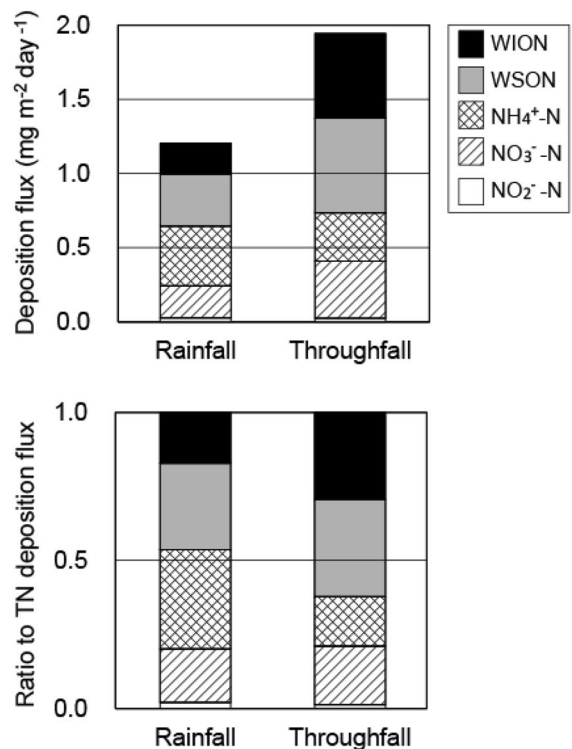 Deposition flux (mg m⁻² day⁻¹)
2.0
1.5
1.0
0.5
0.0
Rainfall Throughfall
WION
WSON
NH₄⁺-N
NO₃⁻-N
NO₂⁻-N
Ratio to TN deposition flux
1.0
0.5
0.0
Rainfall Throughfall